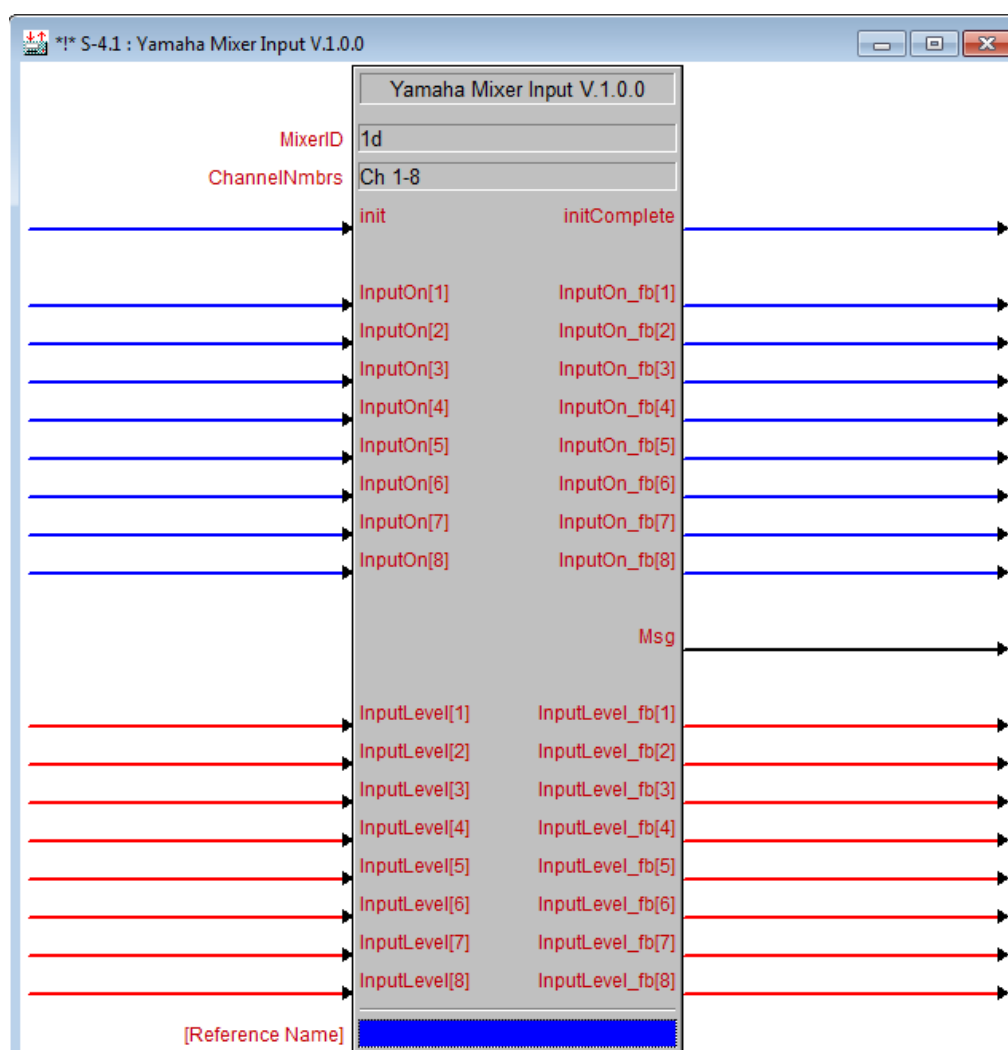 *!* S-4.1 : Yamaha Mixer Input V.1.0.0
Yamaha Mixer Input V.1.0.0
MixerID 1d
ChannelNmbrs Ch 1-8
init initComplete
InputOn[1] InputOn_fb[1]
InputOn[2] InputOn_fb[2]
InputOn[3] InputOn_fb[3]
InputOn[4] InputOn_fb[4]
InputOn[5] InputOn_fb[5]
InputOn[6] InputOn_fb[6]
InputOn[7] InputOn_fb[7]
InputOn[8] InputOn_fb[8]
Msg
InputLevel[1] InputLevel_fb[1]
InputLevel[2] InputLevel_fb[2]
InputLevel[3] InputLevel_fb[3]
InputLevel[4] InputLevel_fb[4]
InputLevel[5] InputLevel_fb[5]
InputLevel[6] InputLevel_fb[6]
InputLevel[7] InputLevel_fb[7]
InputLevel[8] InputLevel_fb[8]
[Reference Name]